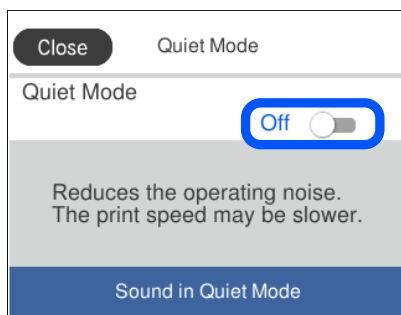 Close
Quiet Mode
Quiet Mode
Off
Reduces the operating noise.
The print speed may be slower.
Sound in Quiet Mode